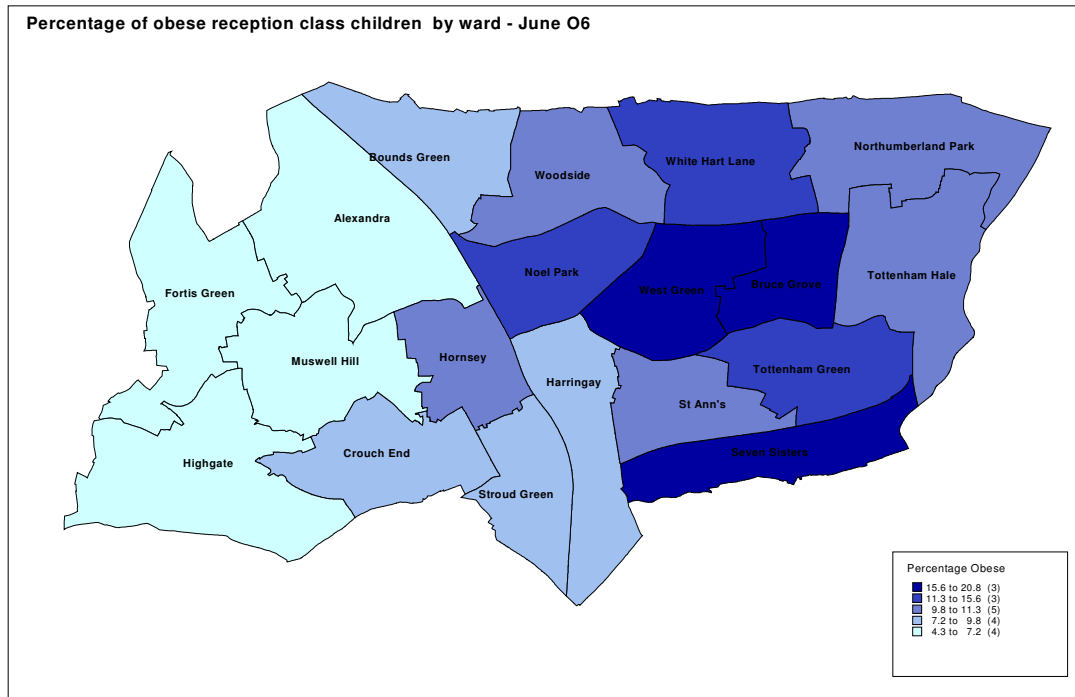 Percentage of obese reception class children by ward - June O6
Bounds Green
Woodside
White Hart Lane
Northumberland Park
Alexandra
Noel Park
West Green
Bruce Grove
Tottenham Hale
Fortis Green
Muswell Hill
Hornsey
Harringay
Tottenham Green
St Ann's
Highgate
Crouch End
Stroud Green
Seven Sisters
Percentage Obese
15.6 to 20.8 (3)
11.3 to 15.6 (3)
9.8 to 11.3 (5)
7.2 to 9.8 (4)
4.3 to 7.2 (4)